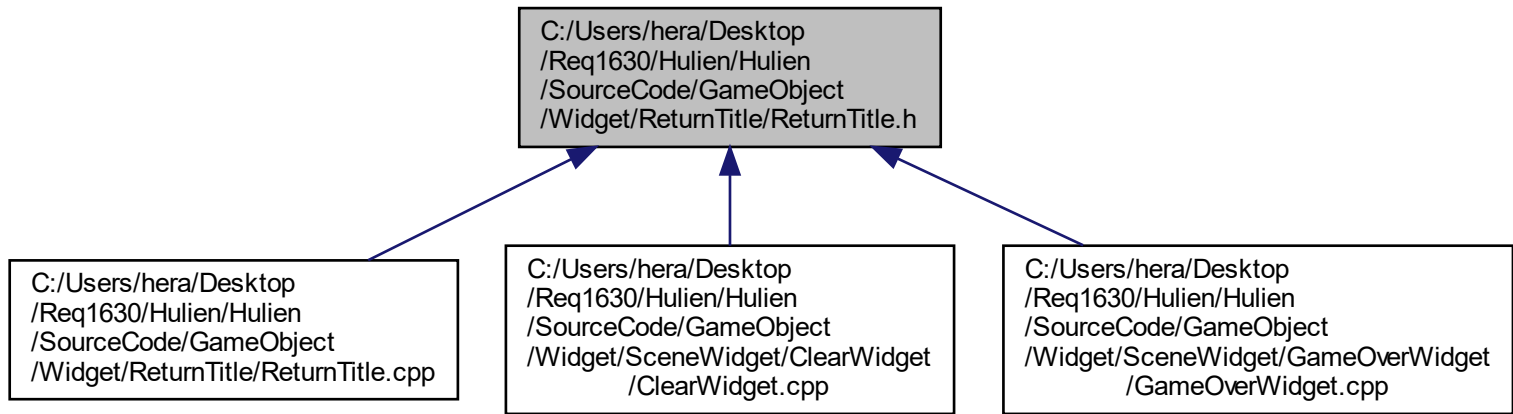 C:/Users/hera/Desktop
/Req1630/Hulien/Hulien
/SourceCode/GameObject
/Widget/ReturnTitle/ReturnTitle.h
C:/Users/hera/Desktop
/Req1630/Hulien/Hulien
/SourceCode/GameObject
/Widget/ReturnTitle/ReturnTitle.cpp
C:/Users/hera/Desktop
/Req1630/Hulien/Hulien
/SourceCode/GameObject
/Widget/SceneWidget/ClearWidget
/ClearWidget.cpp
C:/Users/hera/Desktop
/Req1630/Hulien/Hulien
/SourceCode/GameObject
/Widget/SceneWidget/GameOverWidget
/GameOverWidget.cpp